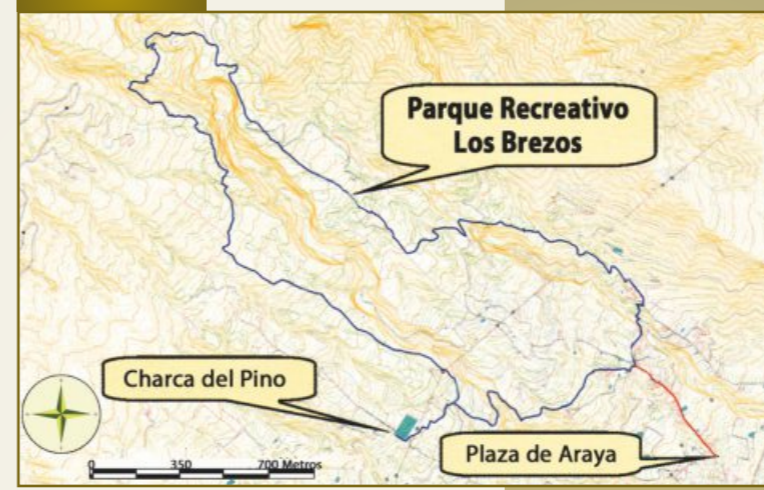 Parque Recreativo
Los Brezos
Charca del Pino
Plaza de Araya
0 350 700 Metros